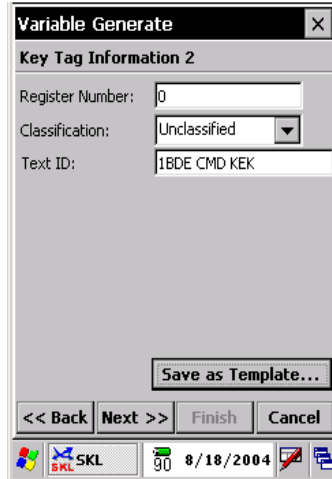 Variable Generate
Key Tag Information 2
Register Number: 0
Classification: Unclassified
Text ID: 1BDE CMD KEK
Save as Template...
<< Back Next >> Finish Cancel
SKL SKL 90 8/18/2004